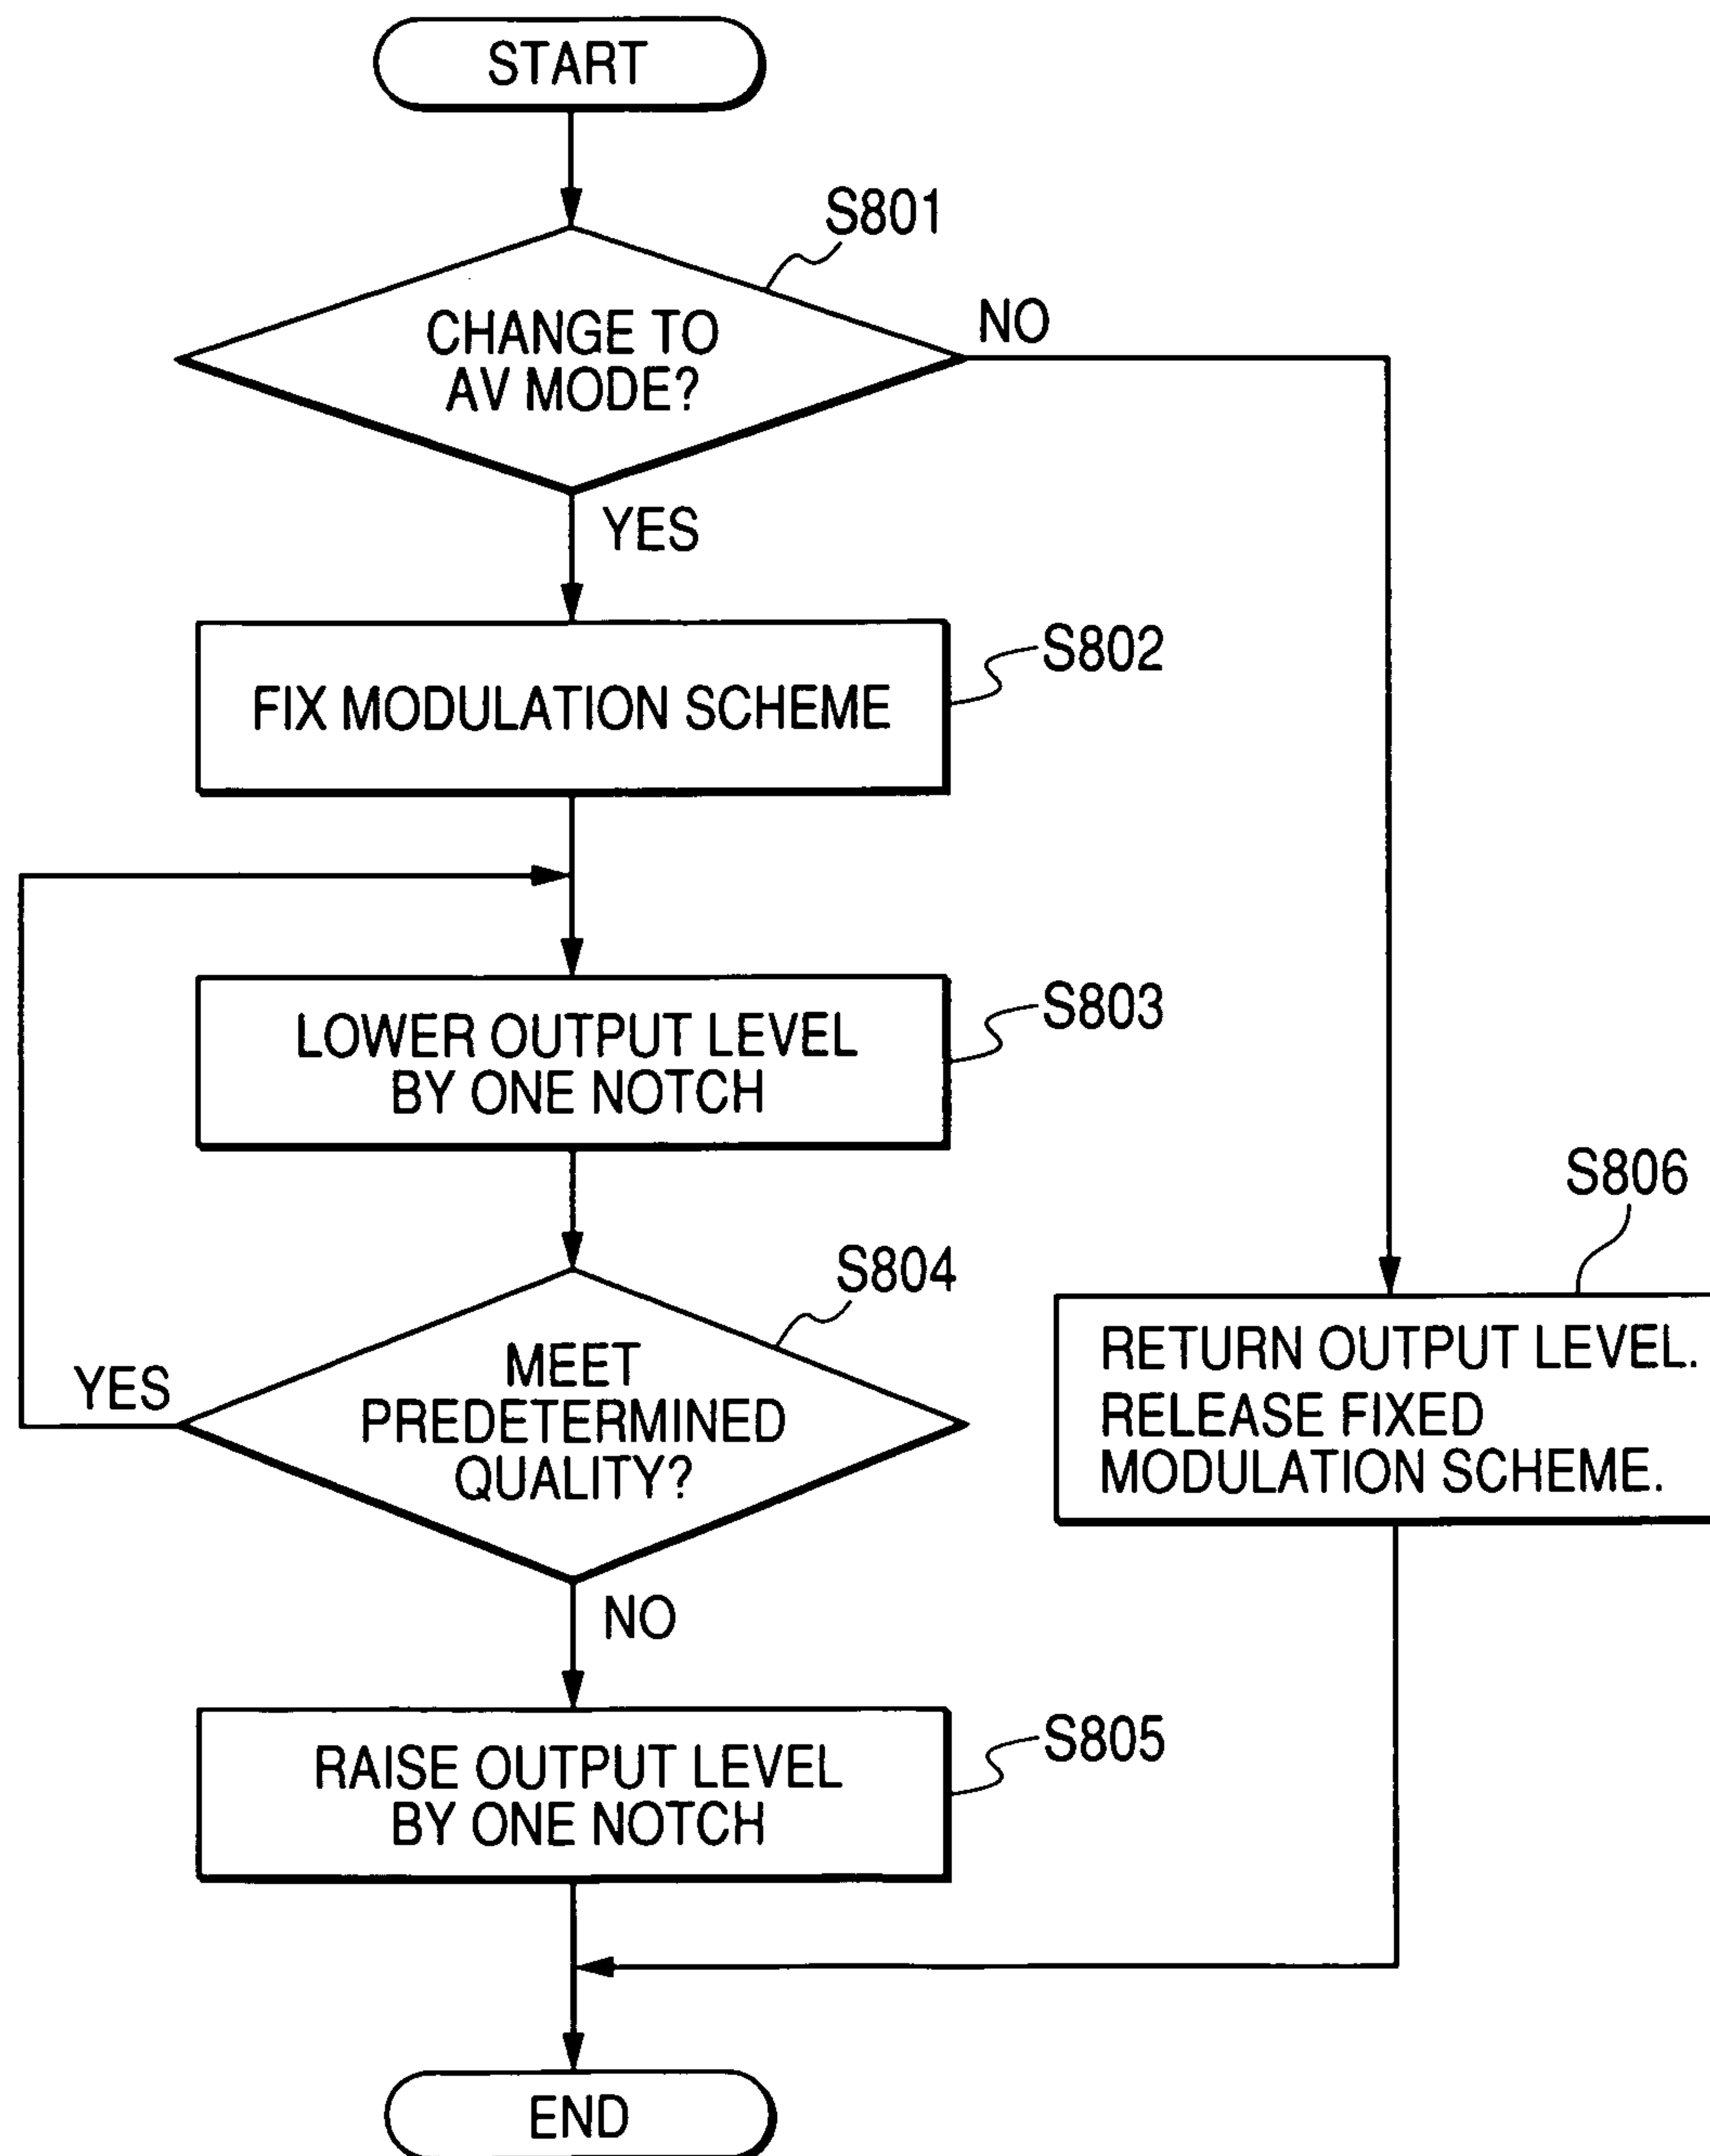 START
S801
CHANGE TO
AV MODE?
NO
YES
S802
FIX MODULATION SCHEME
S803
LOWER OUTPUT LEVEL
BY ONE NOTCH
S804
MEET
PREDETERMINED
QUALITY?
YES
NO
S805
RAISE OUTPUT LEVEL
BY ONE NOTCH
S806
RETURN OUTPUT LEVEL.
RELEASE FIXED
MODULATION SCHEME.
END